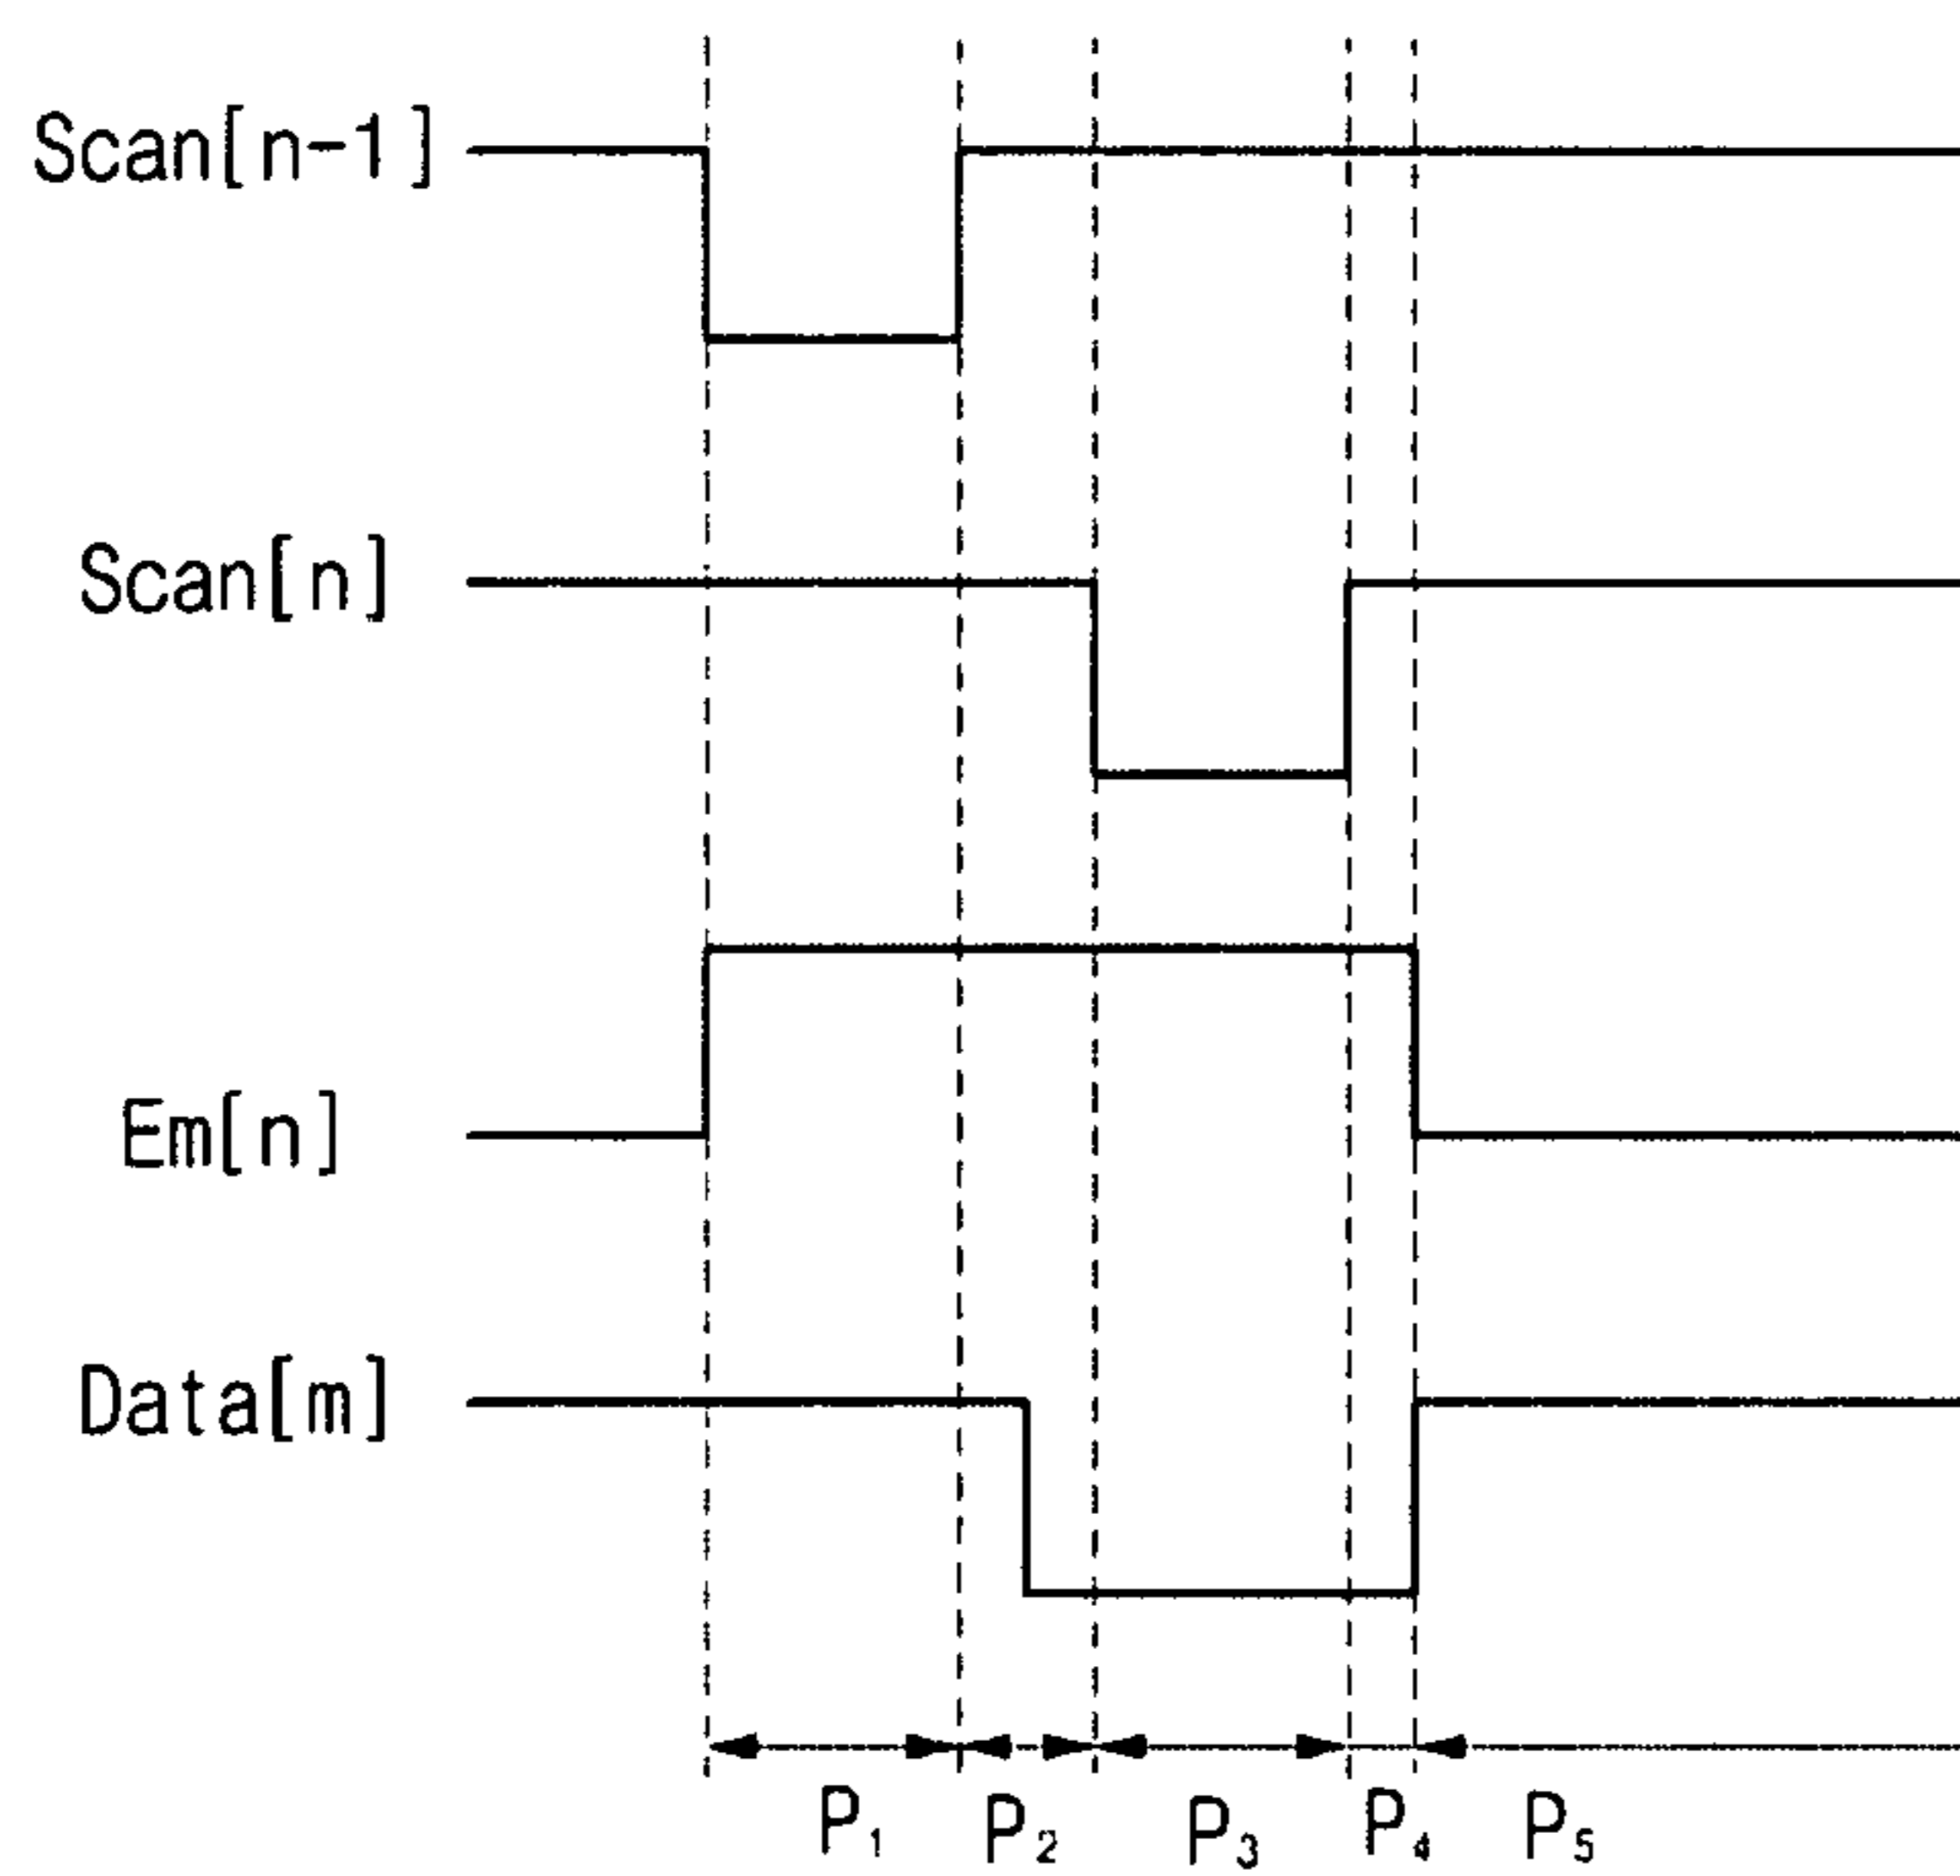 Scan[n-1]
Scan[n]
Em[n]
Data[m]
P₁ P₂ P₃ P₄ P₅